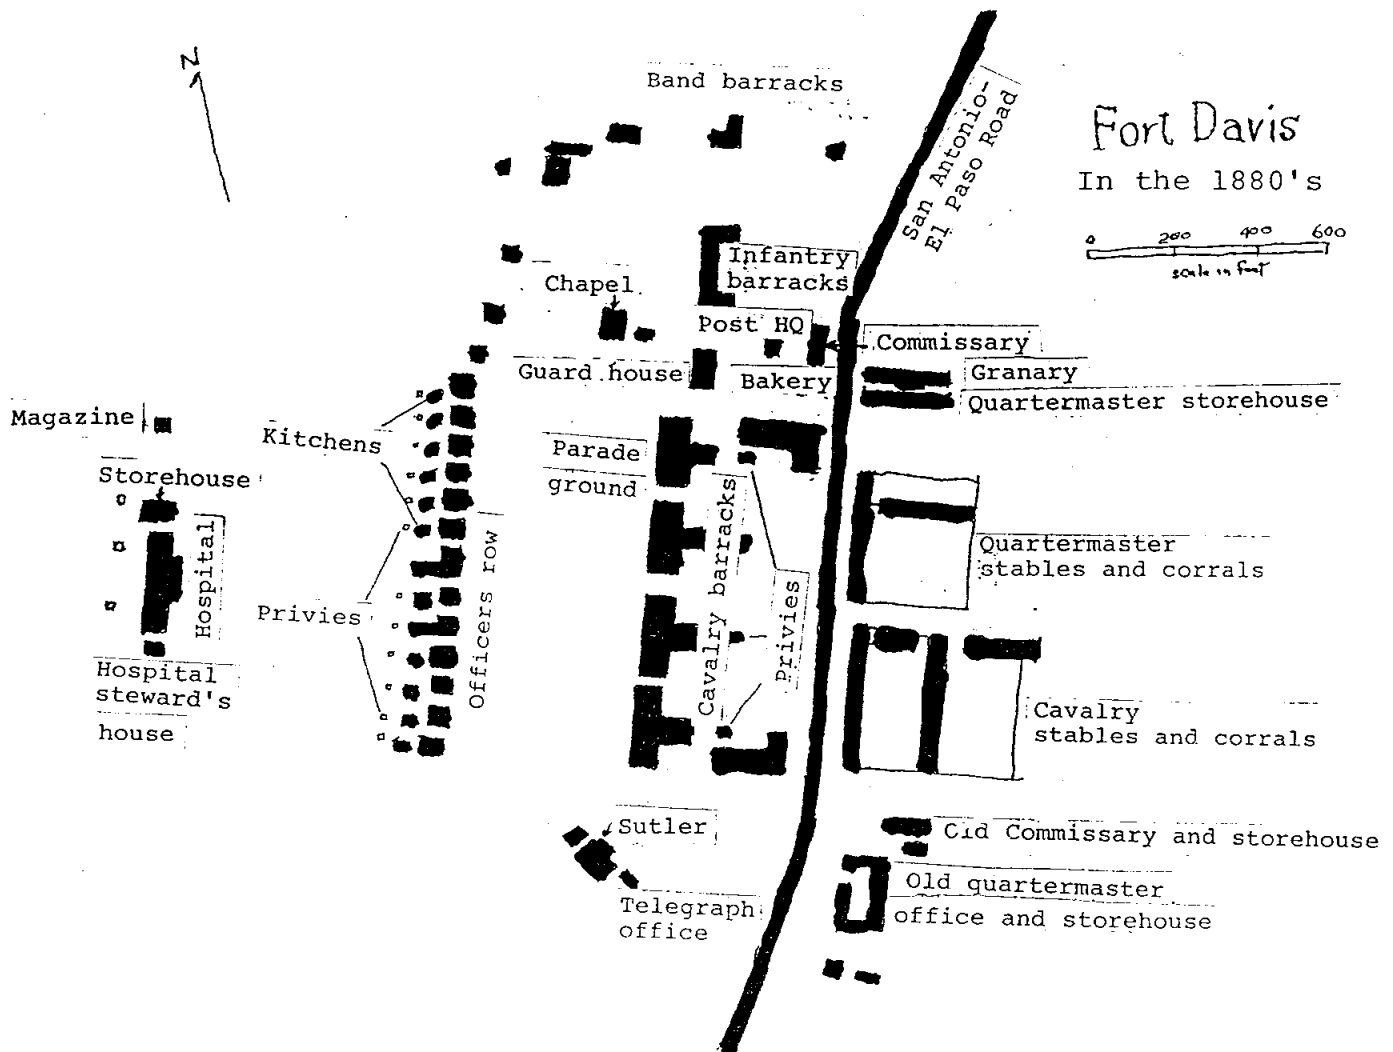 N
Band barracks
San Antonio-
El Paso Road
Fort Davis
In the 1880's
0 200 400 600
scale in feet
Infantry
barracks
Chapel
Post HQ
Commissary
Guard house
Bakery
Granary
Quartermaster storehouse
Magazine
Kitchens
Parade
ground
Storehouse
Hospital
Cavalry barracks
Quartermaster
stables and corrals
Officers row
Privies
Privies
Hospital
steward's
house
Cavalry
stables and corrals
Sutler
Old Commissary and storehouse
Old quartermaster
office and storehouse
Telegraph
office